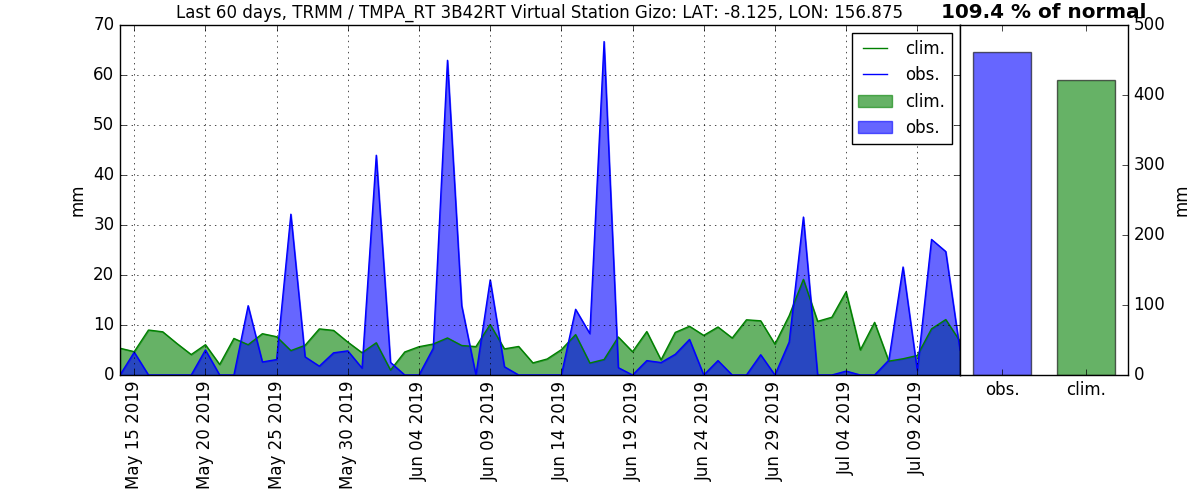 Last 60 days, TRMM / TMPA_RT 3B42RT Virtual Station Gizo: LAT: -8.125, LON: 156.875
109.4 % of normal
70
60
50
40
30
20
10
0
mm
clim.
obs.
clim.
obs.
May 15 2019
May 20 2019
May 25 2019
May 30 2019
Jun 04 2019
Jun 09 2019
Jun 14 2019
Jun 19 2019
Jun 24 2019
Jun 29 2019
Jul 04 2019
Jul 09 2019
500
400
300
200
100
0
mm
obs.
clim.